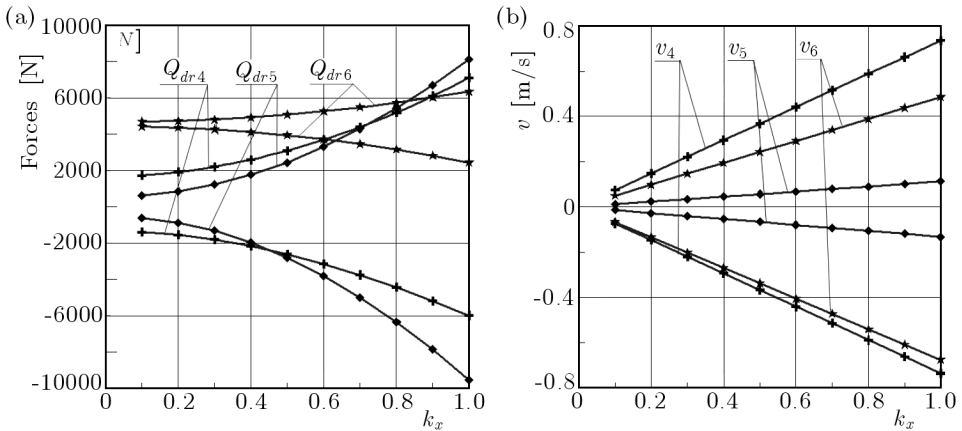 (a)
Forces [N]
10000
6000
2000
-2000
-6000
-10000
N]
Q_{dr4}
Q_{dr5}
Q_{dr6}
0
0.2
0.4
0.6
0.8
1.0
k_x
(b)
v [m/s]
0.8
0.4
0
-0.4
-0.8
v_4
v_5
v_6
0
0.2
0.4
0.6
0.8
1.0
k_x